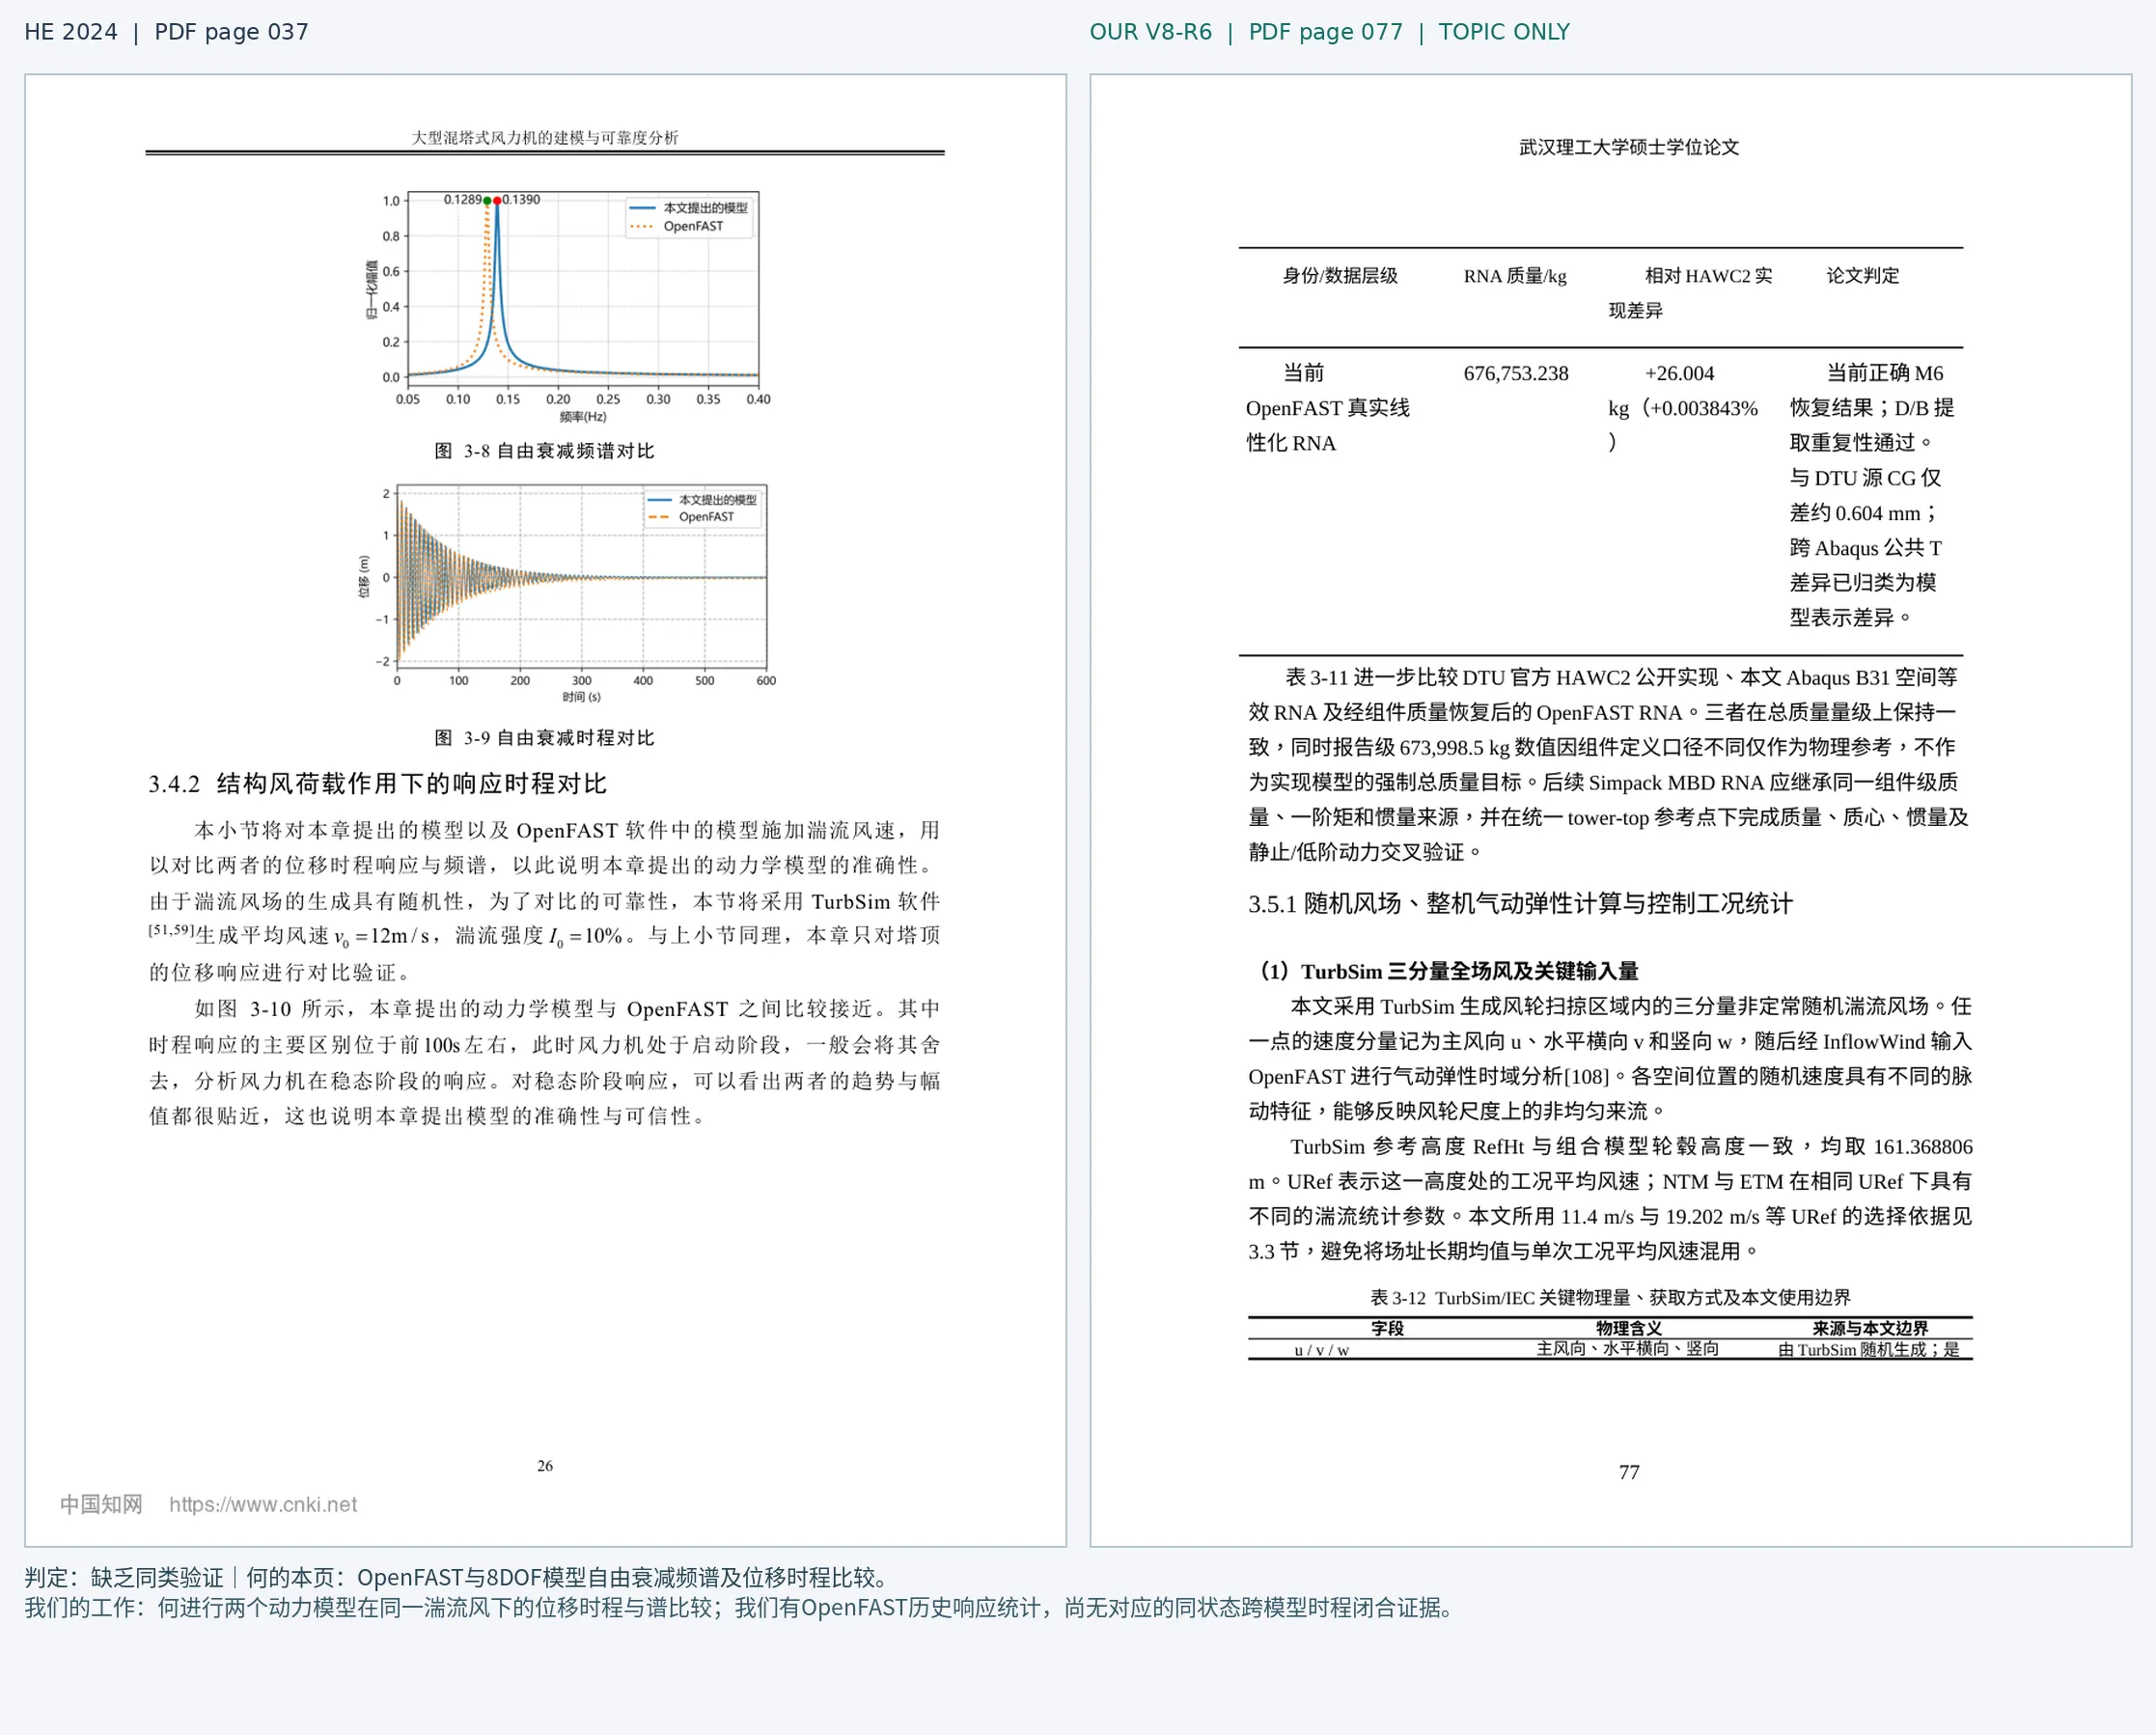 HE 2024 | PDF page 037
大型混塔式风力机的建模与可靠度分析
0.1289
0.1390
本文提出的模型
OpenFAST
1.0
0.8
0.6
0.4
0.2
0.0
归一化幅值
0.05 0.10 0.15 0.20 0.25 0.30 0.35 0.40
频率(Hz)
图 3-8 自由衰减频谱对比
本文提出的模型
OpenFAST
2
1
0
−1
−2
位移 (m)
0 100 200 300 400 500 600
时间 (s)
图 3-9 自由衰减时程对比
3.4.2 结构风荷载作用下的响应时程对比
本小节将对本章提出的模型以及 OpenFAST 软件中的模型施加湍流风速，用
以对比两者的位移时程响应与频谱，以此说明本章提出的动力学模型的准确性。
由于湍流风场的生成具有随机性，为了对比的可靠性，本节将采用 TurbSim 软件
[51,59]生成平均风速 v0 =12m/s，湍流强度 I0 =10%。与上小节同理，本章只对塔顶
的位移响应进行对比验证。
如图 3-10 所示，本章提出的动力学模型与 OpenFAST 之间比较接近。其中
时程响应的主要区别位于前100s左右，此时风力机处于启动阶段，一般会将其舍
去，分析风力机在稳态阶段的响应。对稳态阶段响应，可以看出两者的趋势与幅
值都很贴近，这也说明本章提出模型的准确性与可信性。
26
中国知网 https://www.cnki.net
OUR V8-R6 | PDF page 077 | TOPIC ONLY
武汉理工大学硕士学位论文
身份/数据层级 RNA 质量/kg 相对 HAWC2 实 论文判定
现差异
当前 676,753.238 +26.004 当前正确 M6
OpenFAST 真实线 kg（+0.003843% 恢复结果；D/B 提
性化 RNA ） 取重复性通过。
与 DTU 源 CG 仅
差约 0.604 mm；
跨 Abaqus 公共 T
差异已归类为模
型表示差异。
表 3-11 进一步比较 DTU 官方 HAWC2 公开实现、本文 Abaqus B31 空间等
效 RNA 及经组件质量恢复后的 OpenFAST RNA。三者在总质量量级上保持一
致，同时报告级 673,998.5 kg 数值因组件定义口径不同仅作为物理参考，不作
为实现模型的强制总质量目标。后续 Simpack MBD RNA 应继承同一组件级质
量、一阶矩和惯量来源，并在统一 tower-top 参考点下完成质量、质心、惯量及
静止/低阶动力交叉验证。
3.5.1 随机风场、整机气动弹性计算与控制工况统计
（1）TurbSim 三分量全场风及关键输入量
本文采用 TurbSim 生成风轮扫掠区域内的三分量非定常随机湍流风场。任
一点的速度分量记为主风向 u、水平横向 v 和竖向 w，随后经 InflowWind 输入
OpenFAST 进行气动弹性时域分析[108]。各空间位置的随机速度具有不同的脉
动特征，能够反映风轮尺度上的非均匀来流。
TurbSim 参考高度 RefHt 与组合模型轮毂高度一致，均取 161.368806
m。URef 表示这一高度处的工况平均风速；NTM 与 ETM 在相同 URef 下具有
不同的湍流统计参数。本文所用 11.4 m/s 与 19.202 m/s 等 URef 的选择依据见
3.3 节，避免将场址长期均值与单次工况平均风速混用。
表 3-12 TurbSim/IEC 关键物理量、获取方式及本文使用边界
字段 物理含义 来源与本文边界
u / v / w 主风向、水平横向、竖向 由 TurbSim 随机生成；是
77
判定：缺乏同类验证｜何的本页：OpenFAST与8DOF模型自由衰减频谱及位移时程比较。
我们的工作：何进行两个动力模型在同一湍流风下的位移时程与谱比较；我们有OpenFAST历史响应统计，尚无对应的同状态跨模型时程闭合证据。